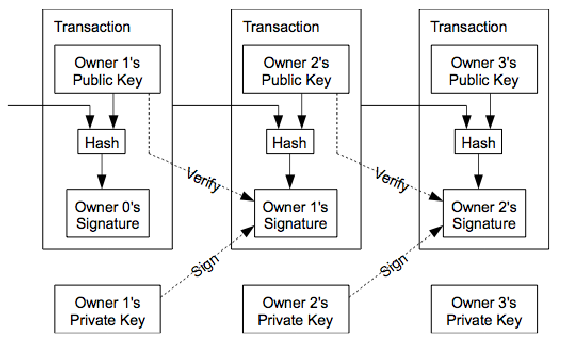 Transaction
Owner 1's
Public Key
Hash
Owner 0's
Signature
Transaction
Owner 2's
Public Key
Hash
Verify
Owner 1's
Signature
Sign
Transaction
Owner 3's
Public Key
Hash
Verify
Owner 2's
Signature
Sign
Owner 1's
Private Key
Owner 2's
Private Key
Owner 3's
Private Key